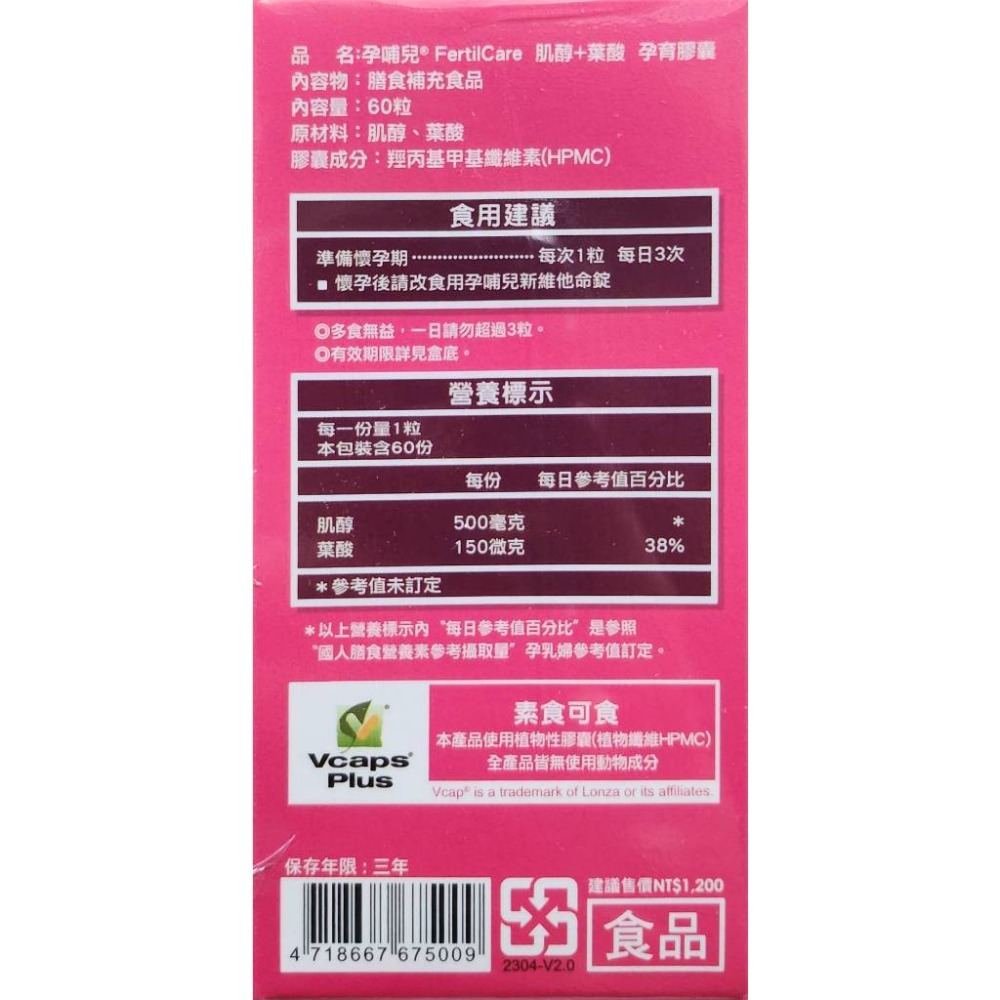 品　名:孕哺兒® FertilCare 肌醇+葉酸 孕育膠囊
內容物：膳食補充食品
內容量：60粒
原材料：肌醇、葉酸
膠囊成分：羥丙基甲基纖維素(HPMC)
食用建議
準備懷孕期························每次1粒 每日3次
■ 懷孕後請改食用孕哺兒新維他命錠
◎多食無益，一日請勿超過3粒。
◎有效期限詳見盒底。
營養標示
每一份量1粒
本包裝含60份
每份 每日參考值百分比
肌醇 500毫克 *
葉酸 150微克 38%
*參考值未訂定
*以上營養標示內“每日參考值百分比”是參照
“國人膳食營養素參考攝取量”孕乳婦參考值訂定。
Vcaps®
Plus
素食可食
本產品使用植物性膠囊(植物纖維HPMC)
全產品皆無使用動物成分
Vcap® is a trademark of Lonza or its affiliates.
保存年限：三年
4 718667 675009
2304-V2.0
建議售價NT$1,200
食品